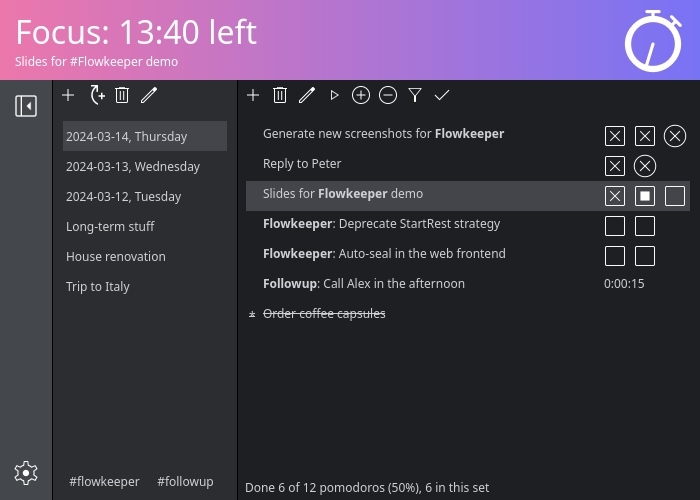 Focus: 13:40 left
Slides for #Flowkeeper demo
2024-03-14, Thursday
2024-03-13, Wednesday
2024-03-12, Tuesday
Long-term stuff
House renovation
Trip to Italy
#flowkeeper #followup
Generate new screenshots for Flowkeeper
Reply to Peter
Slides for Flowkeeper demo
Flowkeeper: Deprecate StartRest strategy
Flowkeeper: Auto-seal in the web frontend
Followup: Call Alex in the afternoon 0:00:15
Order coffee capsules
Done 6 of 12 pomodoros (50%), 6 in this set